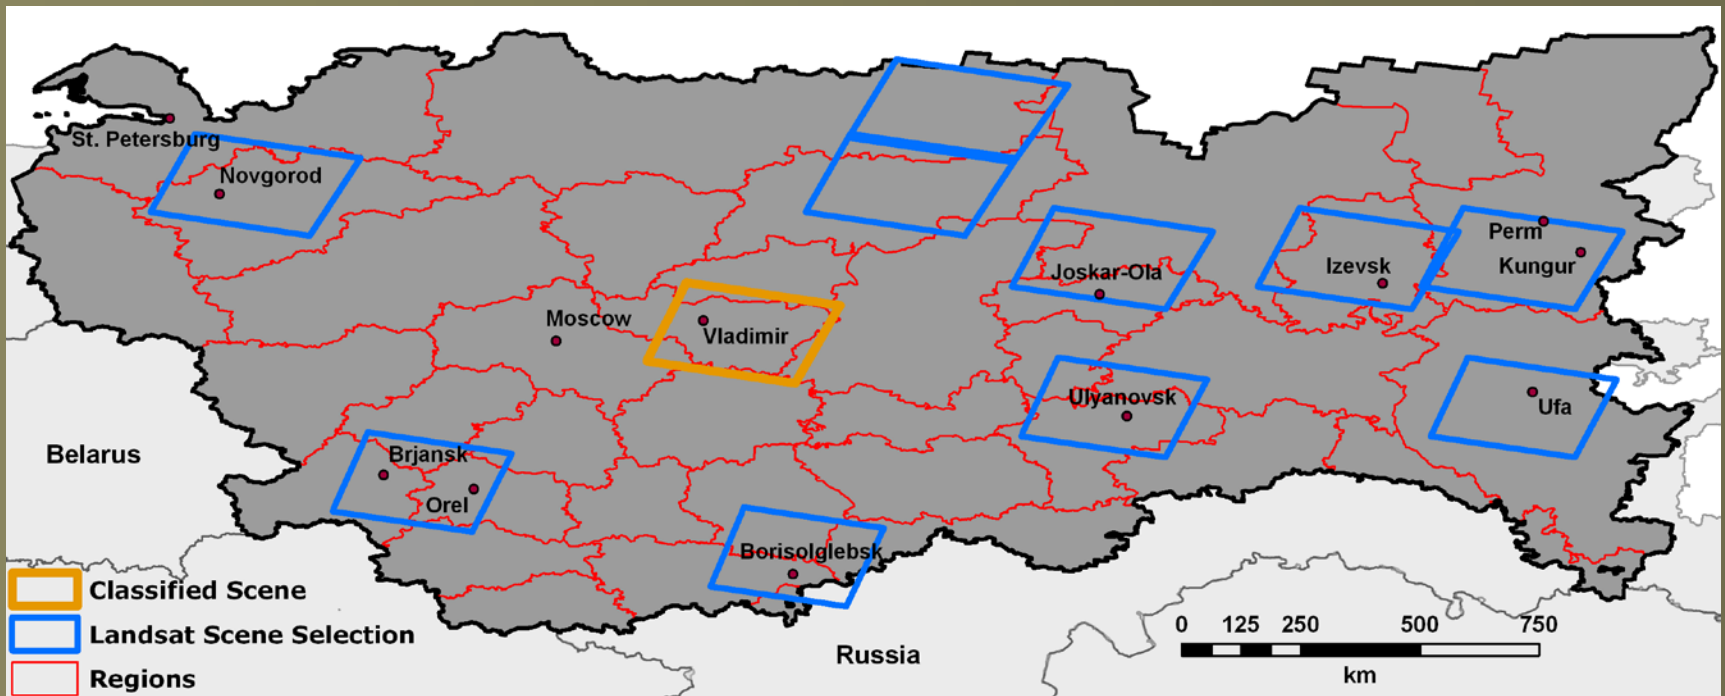 St. Petersburg
Novgorod
Perm
Kungur
Joskar-Ola
Izevsk
Moscow
Vladimir
Ulyanovsk
Ufa
Belarus
Brjansk
Orel
Borisolglebsk
Classified Scene
Landsat Scene Selection
Regions
Russia
0 125 250 500 750
km